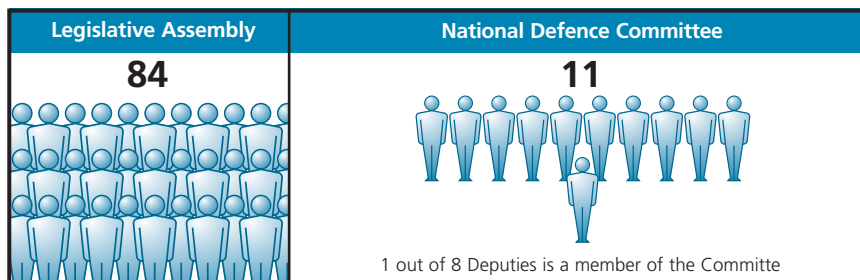 Legislative Assembly
National Defence Committee
84
11
1 out of 8 Deputies is a member of the Committe